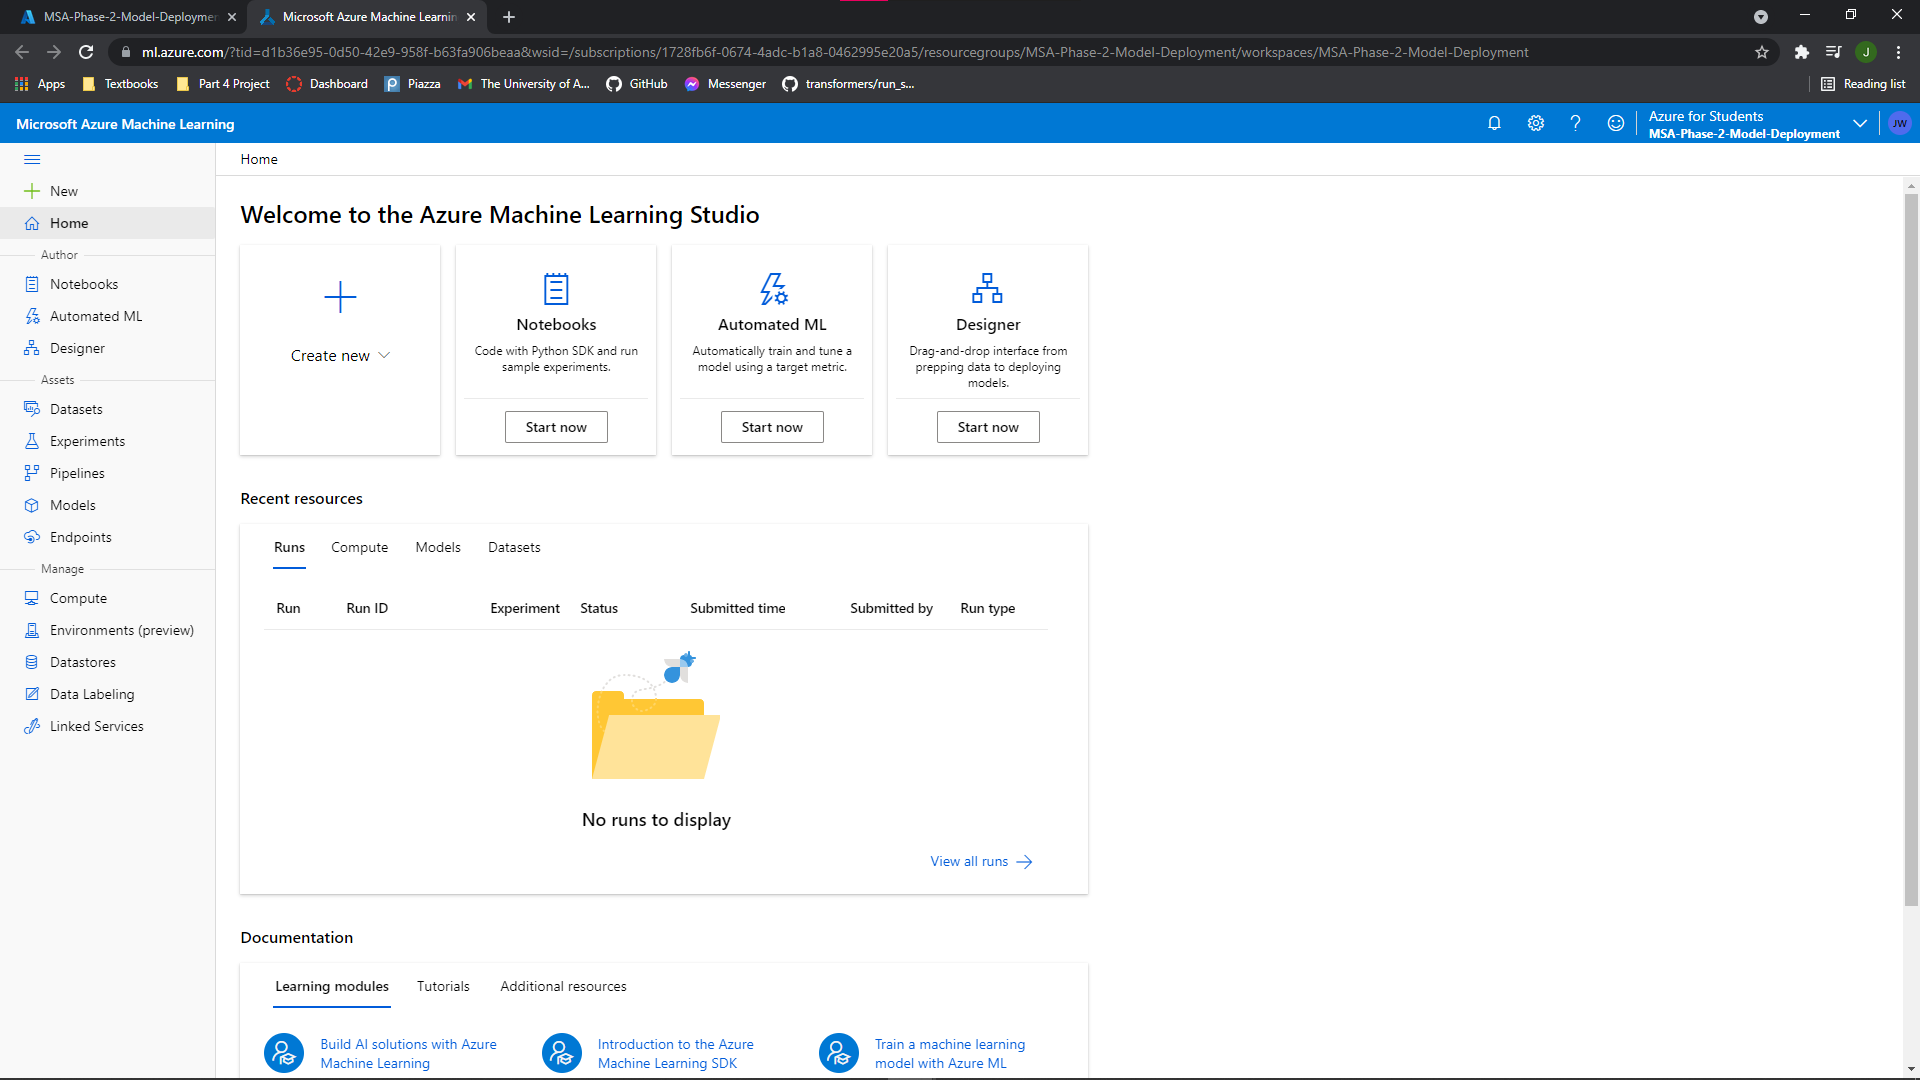 MSA-Phase-2-Model-Deploymen
Microsoft Azure Machine Learnin
ml.azure.com/?tid=d1b36e95-0d50-42e9-958f-b63fa906beaa&wsid=/subscriptions/1728fb6f-0674-4adc-b1a8-0462995e20a5/resourcegroups/MSA-Phase-2-Model-Deployment/workspaces/MSA-Phase-2-Model-Deployment
J
Apps
Textbooks
Part 4 Project
Dashboard
Piazza
The University of A...
GitHub
Messenger
transformers/run_s...
Reading list
Microsoft Azure Machine Learning
Azure for Students
MSA-Phase-2-Model-Deployment
JW
New
Home
Author
Notebooks
Automated ML
Designer
Assets
Datasets
Experiments
Pipelines
Models
Endpoints
Manage
Compute
Environments (preview)
Datastores
Data Labeling
Linked Services
Home
Welcome to the Azure Machine Learning Studio
Create new
Notebooks
Code with Python SDK and run
sample experiments.
Start now
Automated ML
Automatically train and tune a
model using a target metric.
Start now
Designer
Drag-and-drop interface from
prepping data to deploying
models.
Start now
Recent resources
Runs
Compute
Models
Datasets
Run
Run ID
Experiment
Status
Submitted time
Submitted by
Run type
No runs to display
View all runs
Documentation
Learning modules
Tutorials
Additional resources
Build AI solutions with Azure
Machine Learning
Introduction to the Azure
Machine Learning SDK
Train a machine learning
model with Azure ML